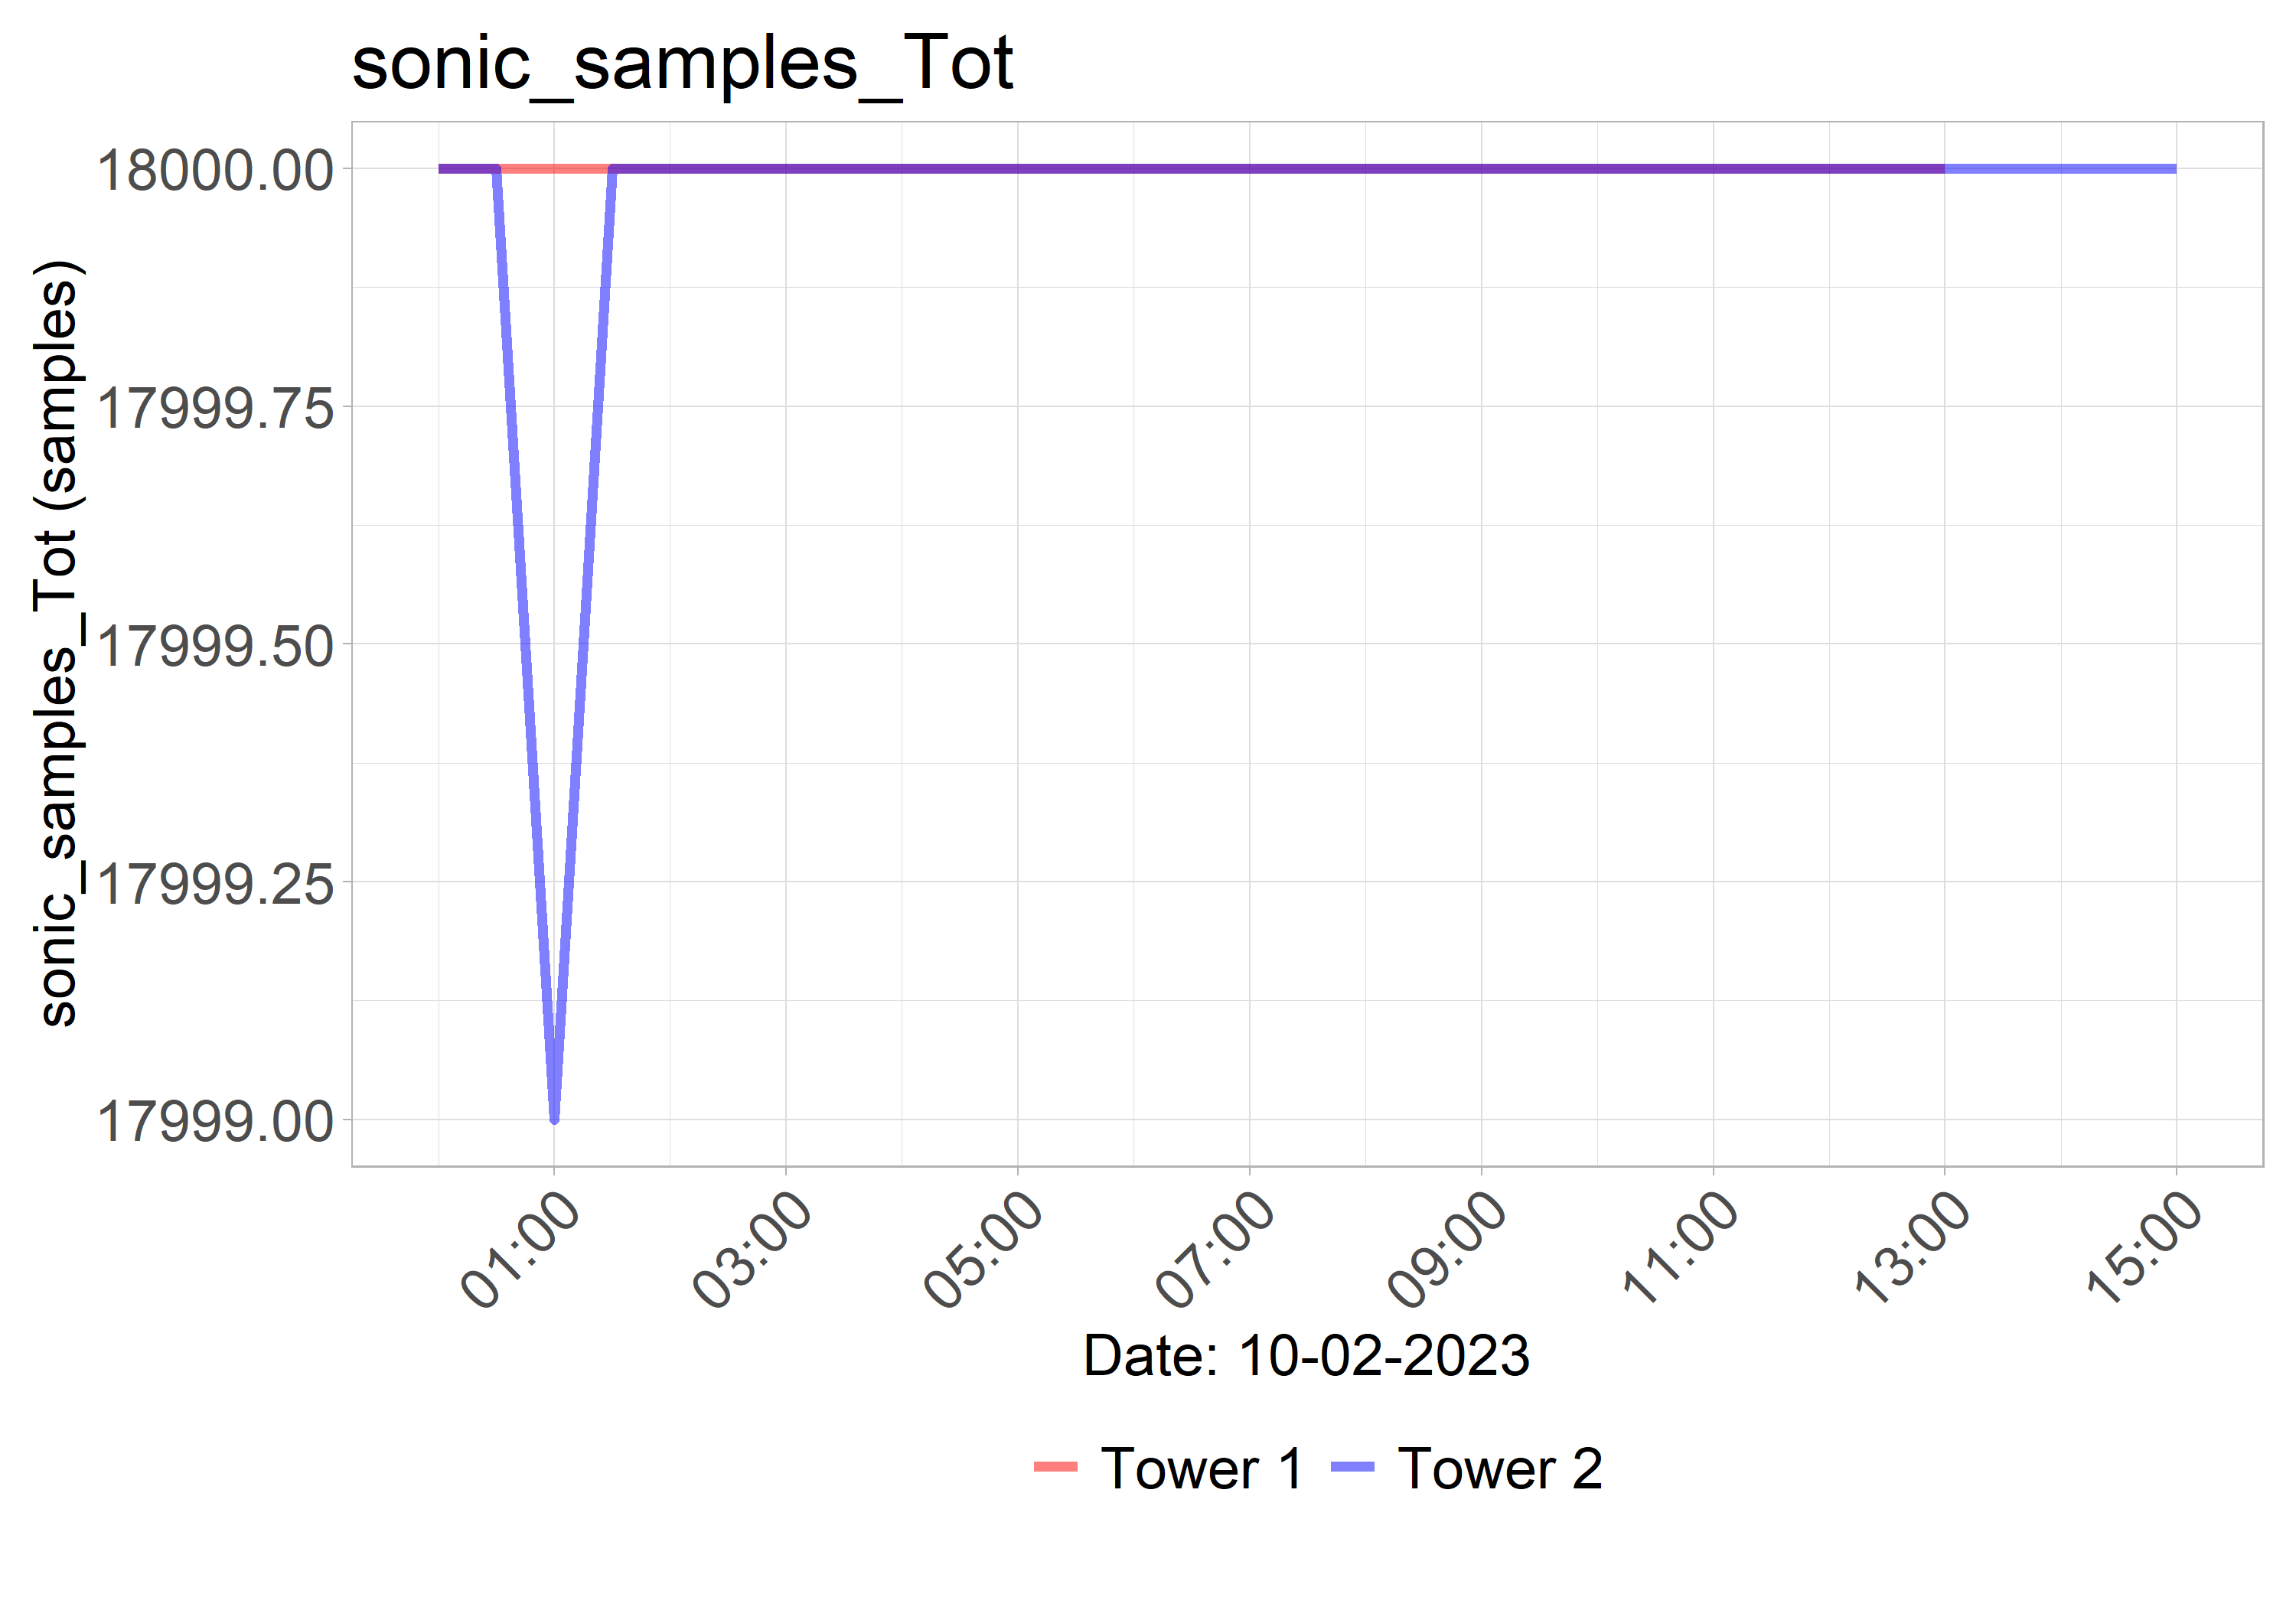 sonic_samples_Tot
sonic_samples_Tot (samples)
18000.00
17999.75
17999.50
17999.25
17999.00
01:00
03:00
05:00
07:00
09:00
11:00
13:00
15:00
Date: 10-02-2023
Tower 1
Tower 2